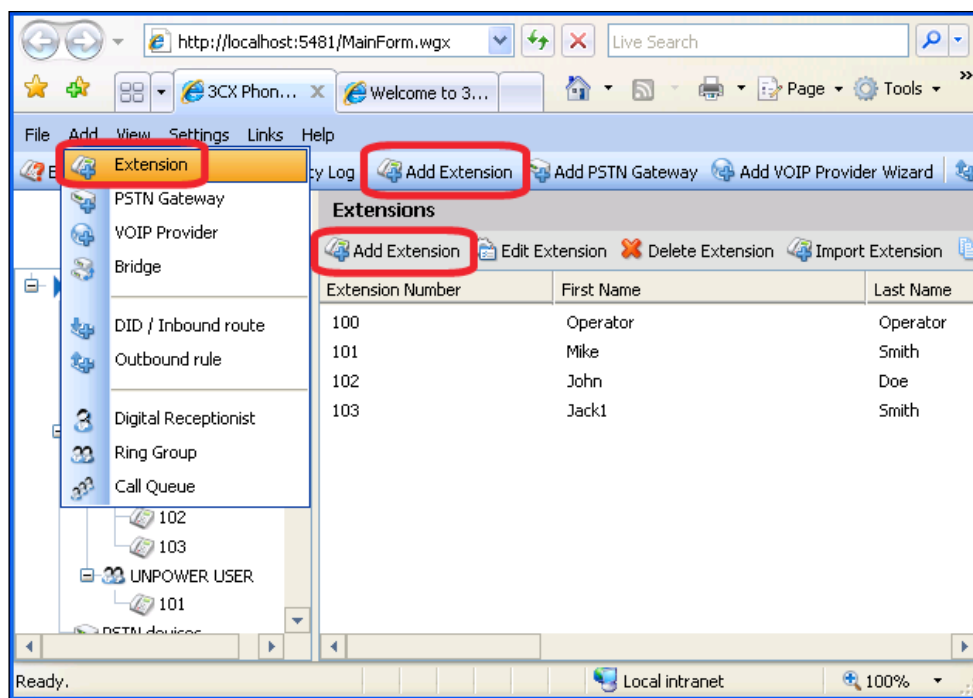 http://localhost:5481/MainForm.wgx
Live Search
3CX Phon...
Welcome to 3...
Page
Tools
File Add View Settings Links Help
Log
Add Extension
Add PSTN Gateway
Add VOIP Provider Wizard
Extension
PSTN Gateway
VOIP Provider
Bridge
DID / Inbound route
Outbound rule
Digital Receptionist
Ring Group
Call Queue
Extensions
Add Extension
Edit Extension
Delete Extension
Import Extension
Extension Number First Name Last Name
100 Operator Operator
101 Mike Smith
102 John Doe
103 Jack1 Smith
102
103
UNPOWER USER
101
PSTN devices
Ready.
Local intranet
100%